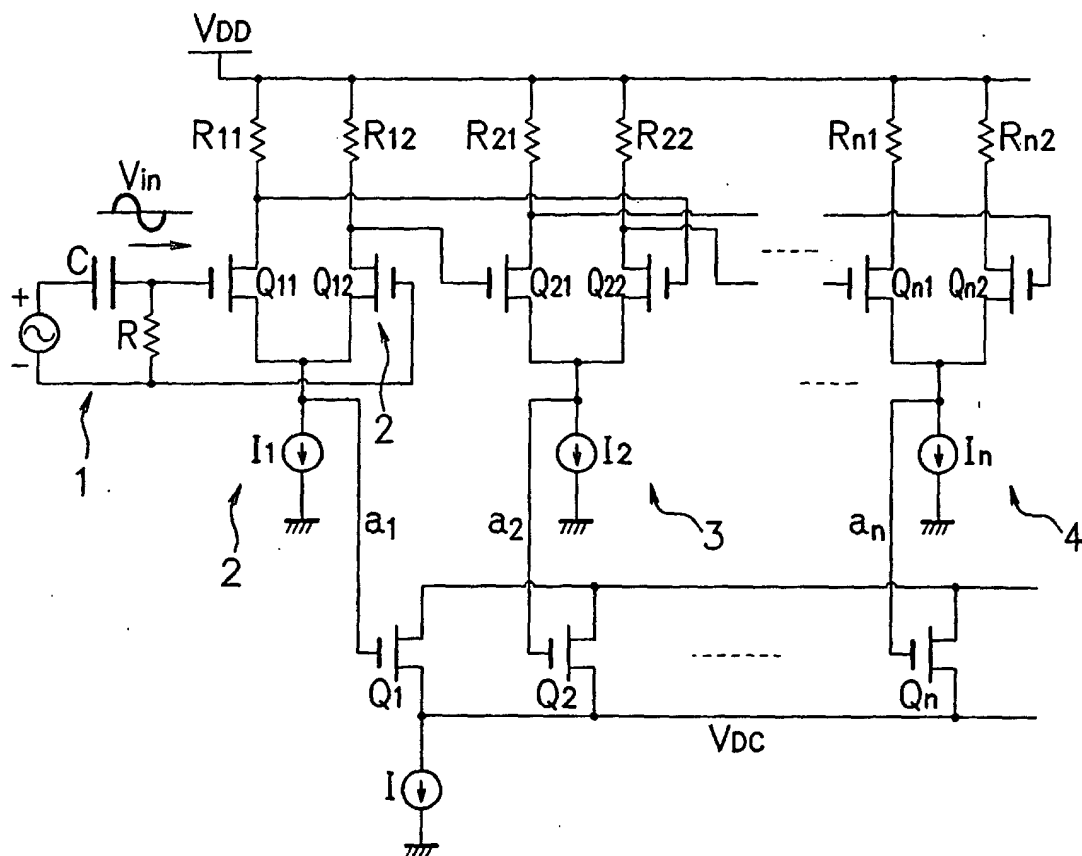 VDD
R11 R12 R21 R22 Rn1 Rn2
Vin
C
Q11 Q12 Q21 Q22 Qn1 Qn2
+
R
-
2
1
I1 I2 In
a1 a2 an
2 3 4
Q1 Q2 Qn
VDC
I